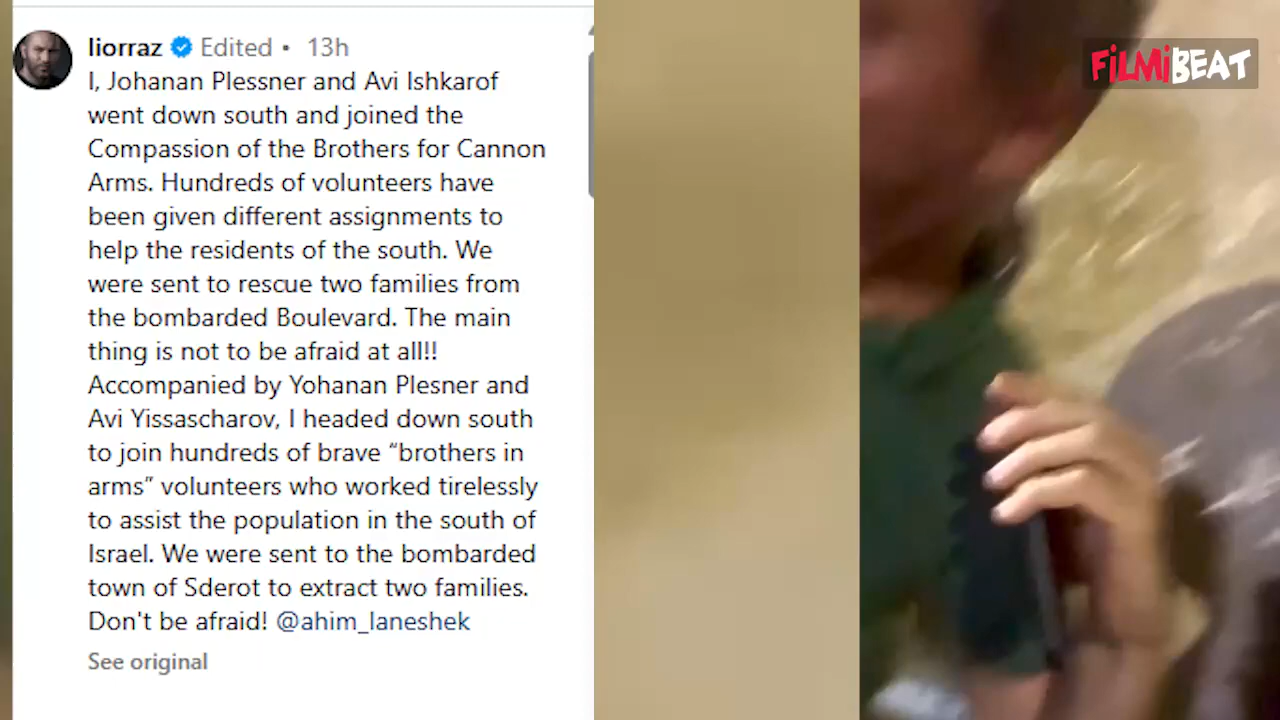 liorraz Edited • 13h
I, Johanan Plessner and Avi Ishkarof
went down south and joined the
Compassion of the Brothers for Cannon
Arms. Hundreds of volunteers have
been given different assignments to
help the residents of the south. We
were sent to rescue two families from
the bombarded Boulevard. The main
thing is not to be afraid at all!!
Accompanied by Yohanan Plesner and
Avi Yissascharov, I headed down south
to join hundreds of brave “brothers in
arms” volunteers who worked tirelessly
to assist the population in the south of
Israel. We were sent to the bombarded
town of Sderot to extract two families.
Don't be afraid! @ahim_laneshek
See original
FiLMiBEAT